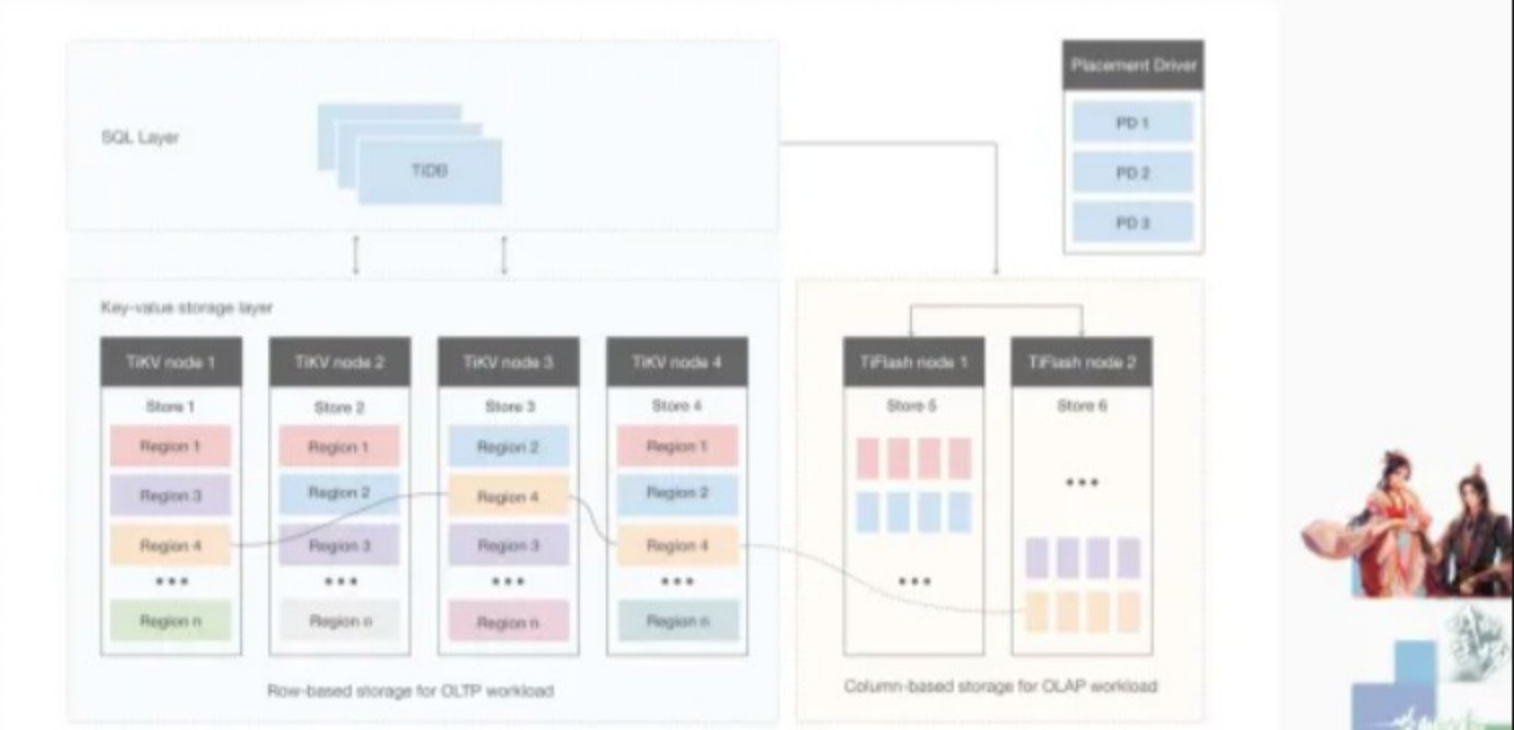 Placement Driver
PD 1
PD 2
PD 3
SQL Layer
TiDB
Key-value storage layer
TiKV node 1
TiKV node 2
TiKV node 3
TiKV node 4
Store 1
Store 2
Store 3
Store 4
Region 1
Region 1
Region 2
Region 1
Region 3
Region 2
Region 4
Region 2
Region 4
Region 3
Region 3
Region 4
•••
•••
•••
•••
Region n
Region n
Region n
Region n
Row-based storage for OLTP workload
TiFlash node 1
TiFlash node 2
Store 5
Store 6
•••
•••
Column-based storage for OLAP workload